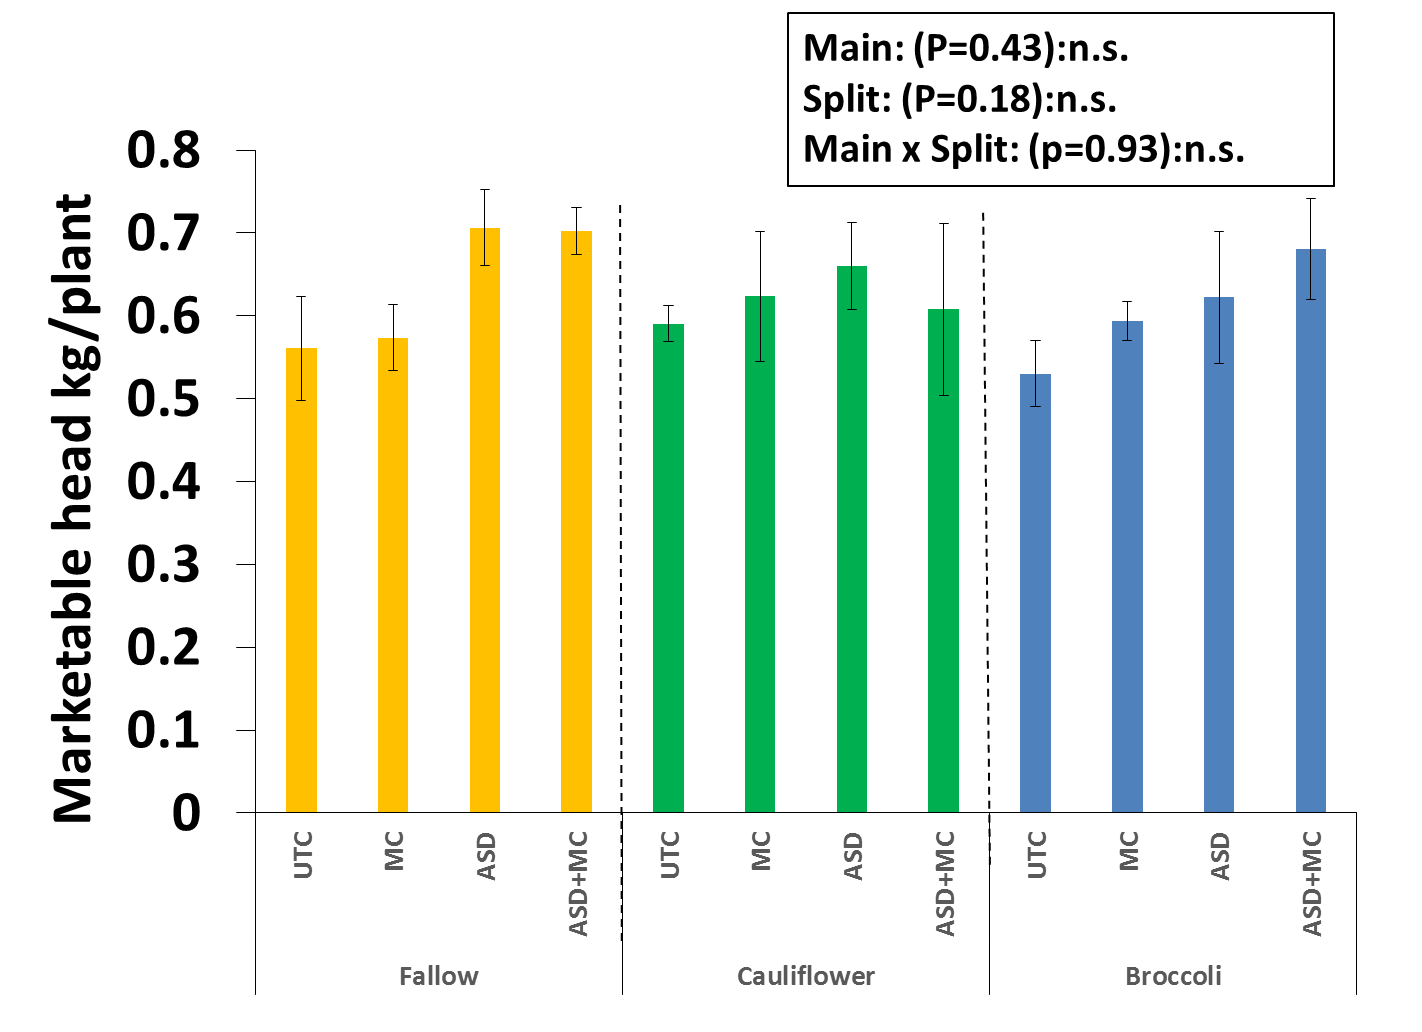 Main: (P=0.43):n.s.
Split: (P=0.18):n.s.
Main x Split: (p=0.93):n.s.
Marketable head kg/plant
0.8
0.7
0.6
0.5
0.4
0.3
0.2
0.1
0
UTC
MC
ASD
ASD+MC
UTC
MC
ASD
ASD+MC
UTC
MC
ASD
ASD+MC
Fallow
Cauliflower
Broccoli